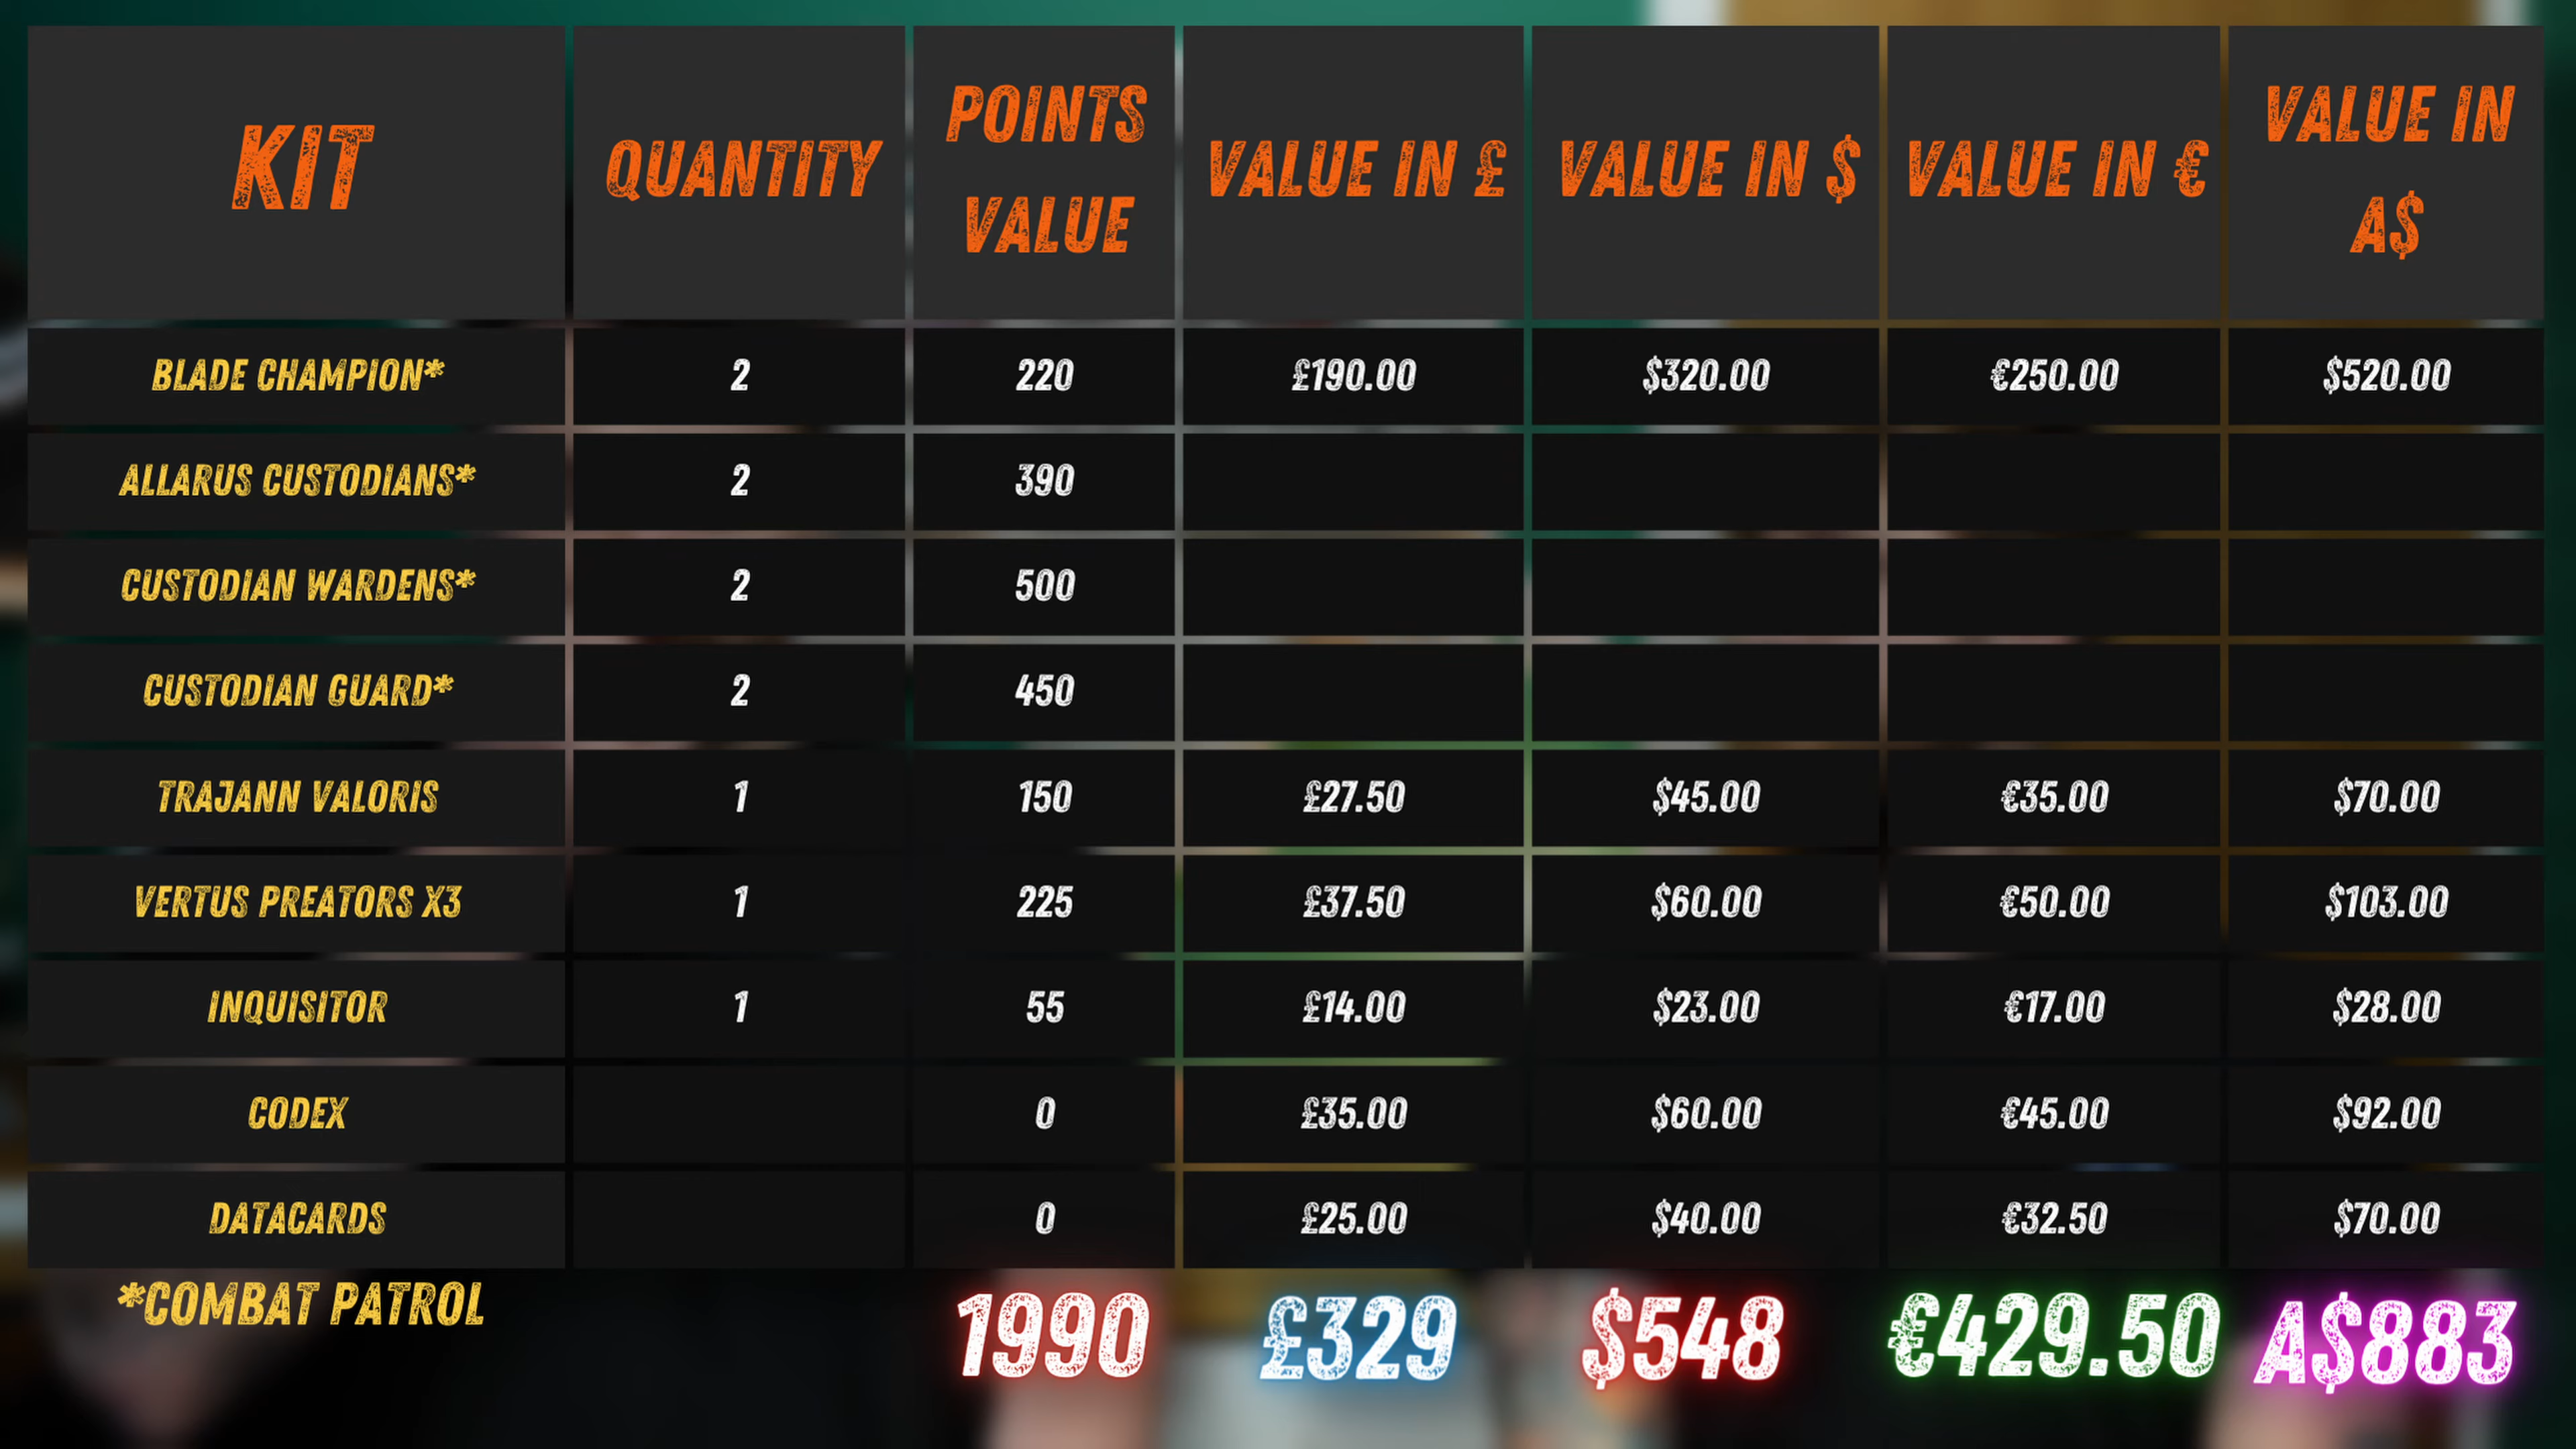 KIT QUANTITY POINTS VALUE VALUE IN £ VALUE IN $ VALUE IN € VALUE IN A$
BLADE CHAMPION* 2 220 £190.00 $320.00 €250.00 $520.00
ALLARUS CUSTODIANS* 2 390
CUSTODIAN WARDENS* 2 500
CUSTODIAN GUARD* 2 450
TRAJANN VALORIS 1 150 £27.50 $45.00 €35.00 $70.00
VERTUS PREATORS X3 1 225 £37.50 $60.00 €50.00 $103.00
INQUISITOR 1 55 £14.00 $23.00 €17.00 $28.00
CODEX 0 £35.00 $60.00 €45.00 $92.00
DATACARDS 0 £25.00 $40.00 €32.50 $70.00
*COMBAT PATROL 1990 £329 $548 €429.50 A$883